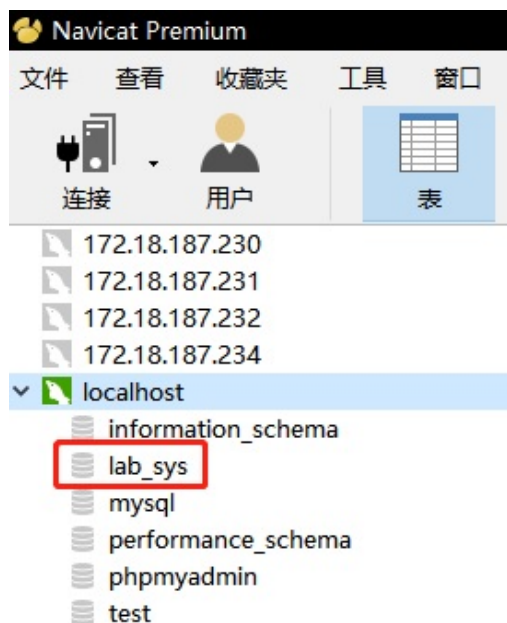 Navicat Premium
文件 查看 收藏夹 工具 窗口
连接 用户 表
172.18.187.230
172.18.187.231
172.18.187.232
172.18.187.234
localhost
information_schema
lab_sys
mysql
performance_schema
phpmyadmin
test